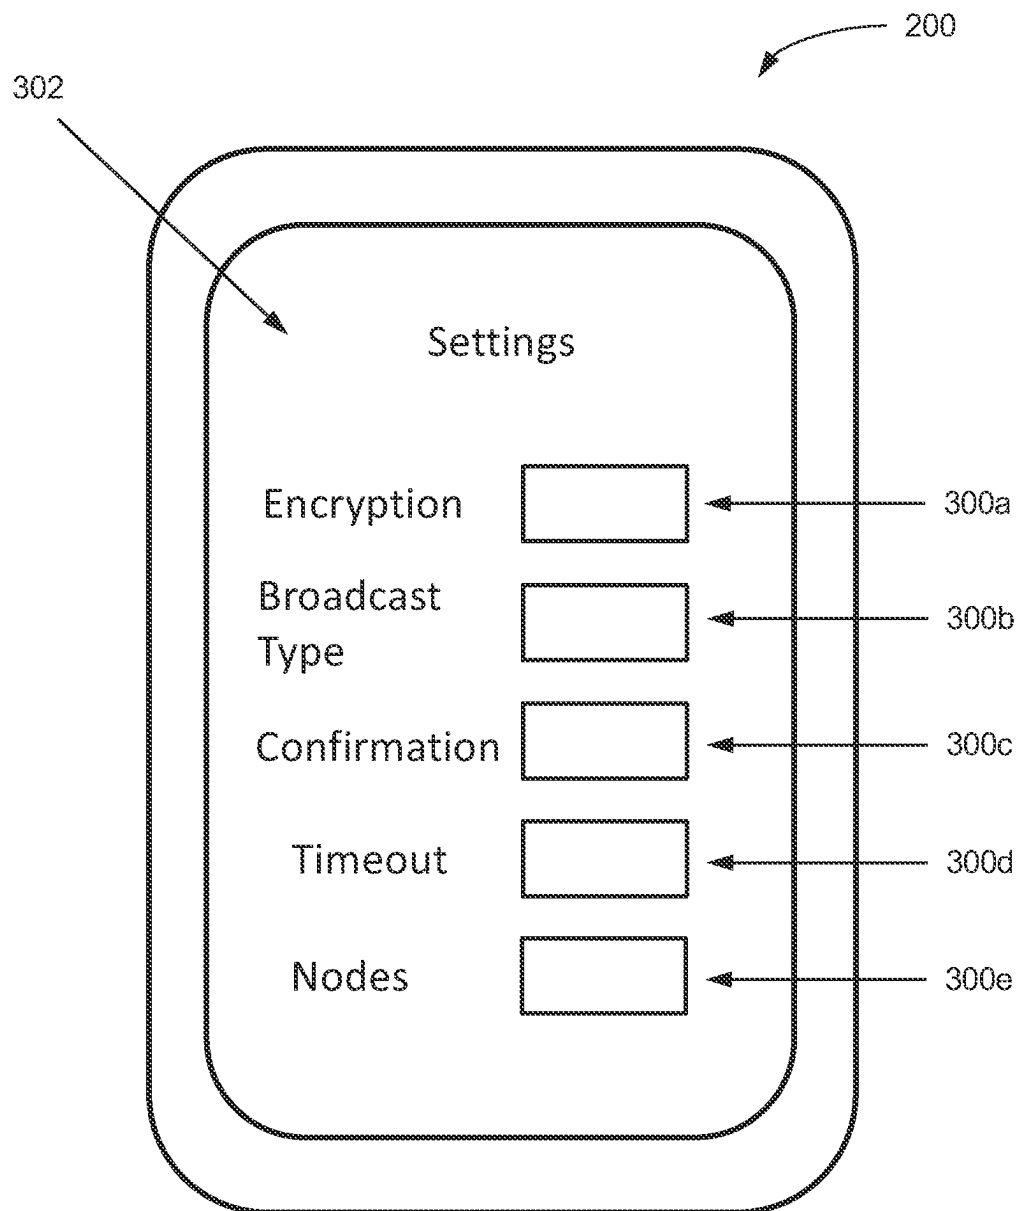 200
302
Settings
Encryption
300a
Broadcast
Type
300b
Confirmation
300c
Timeout
300d
Nodes
300e